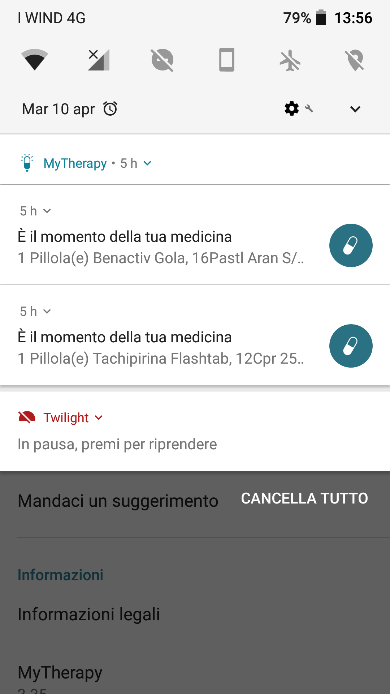 I WIND 4G 79% 13:56
Mar 10 apr
MyTherapy • 5 h
5 h
È il momento della tua medicina
1 Pillola(e) Benactiv Gola, 16Pastl Aran S/..
5 h
È il momento della tua medicina
1 Pillola(e) Tachipirina Flashtab, 12Cpr 25..
Twilight
In pausa, premi per riprendere
Mandaci un suggerimento CANCELLA TUTTO
Informazioni
Informazioni legali
MyTherapy